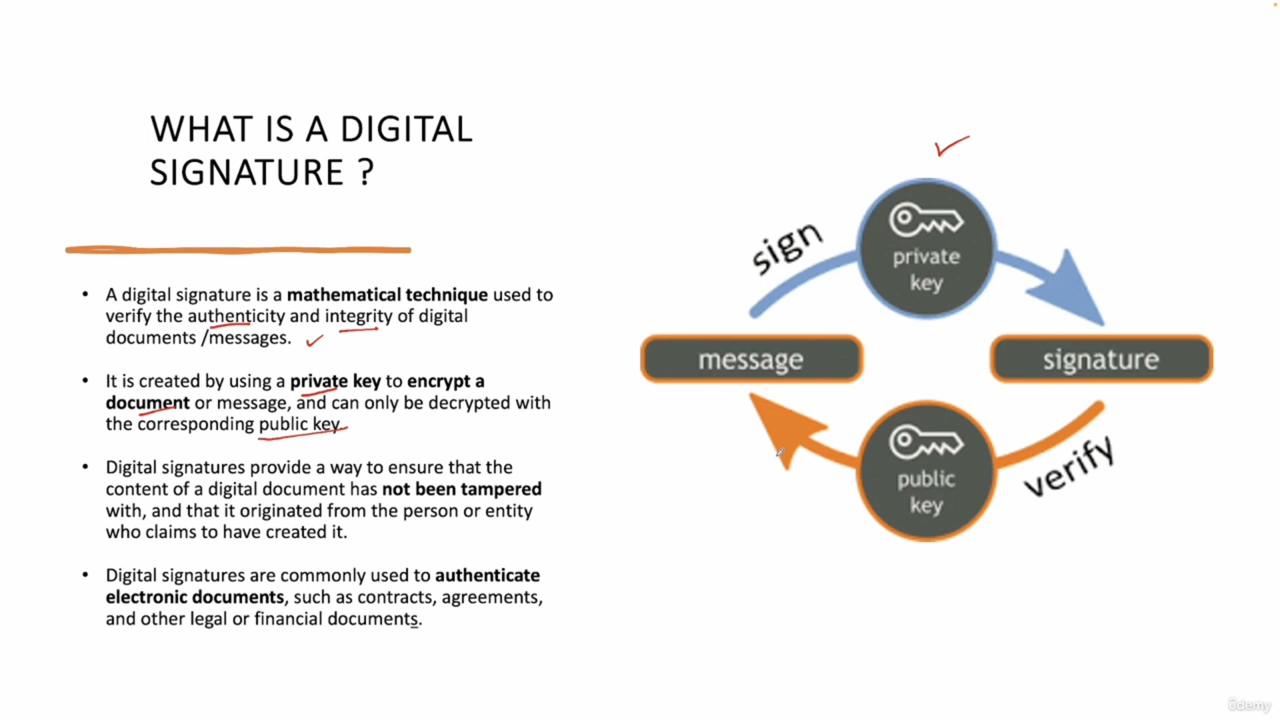 WHAT IS A DIGITAL
SIGNATURE ?
• A digital signature is a mathematical technique used to
verify the authenticity and integrity of digital
documents /messages.
• It is created by using a private key to encrypt a
document or message, and can only be decrypted with
the corresponding public key.
• Digital signatures provide a way to ensure that the
content of a digital document has not been tampered
with, and that it originated from the person or entity
who claims to have created it.
• Digital signatures are commonly used to authenticate
electronic documents, such as contracts, agreements,
and other legal or financial documents.
sign
private
key
message
signature
public
key
verify
ûdemy